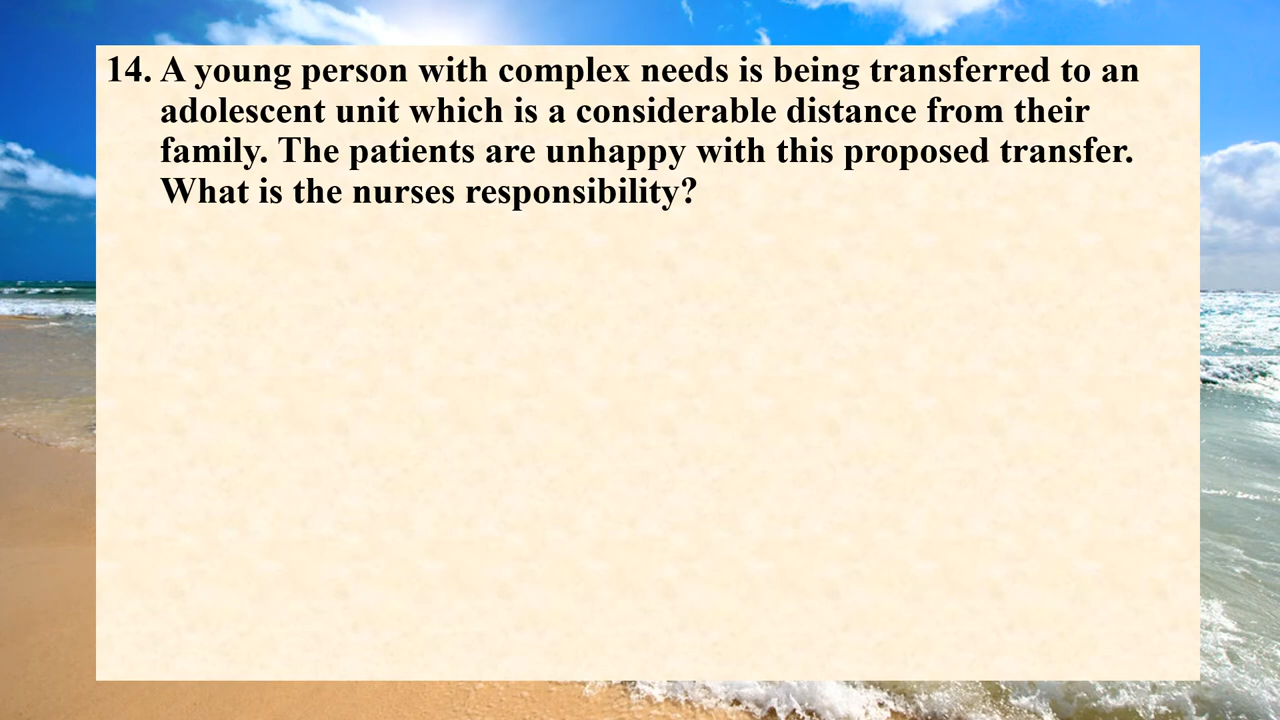 14. A young person with complex needs is being transferred to an
adolescent unit which is a considerable distance from their
family. The patients are unhappy with this proposed transfer.
What is the nurses responsibility?